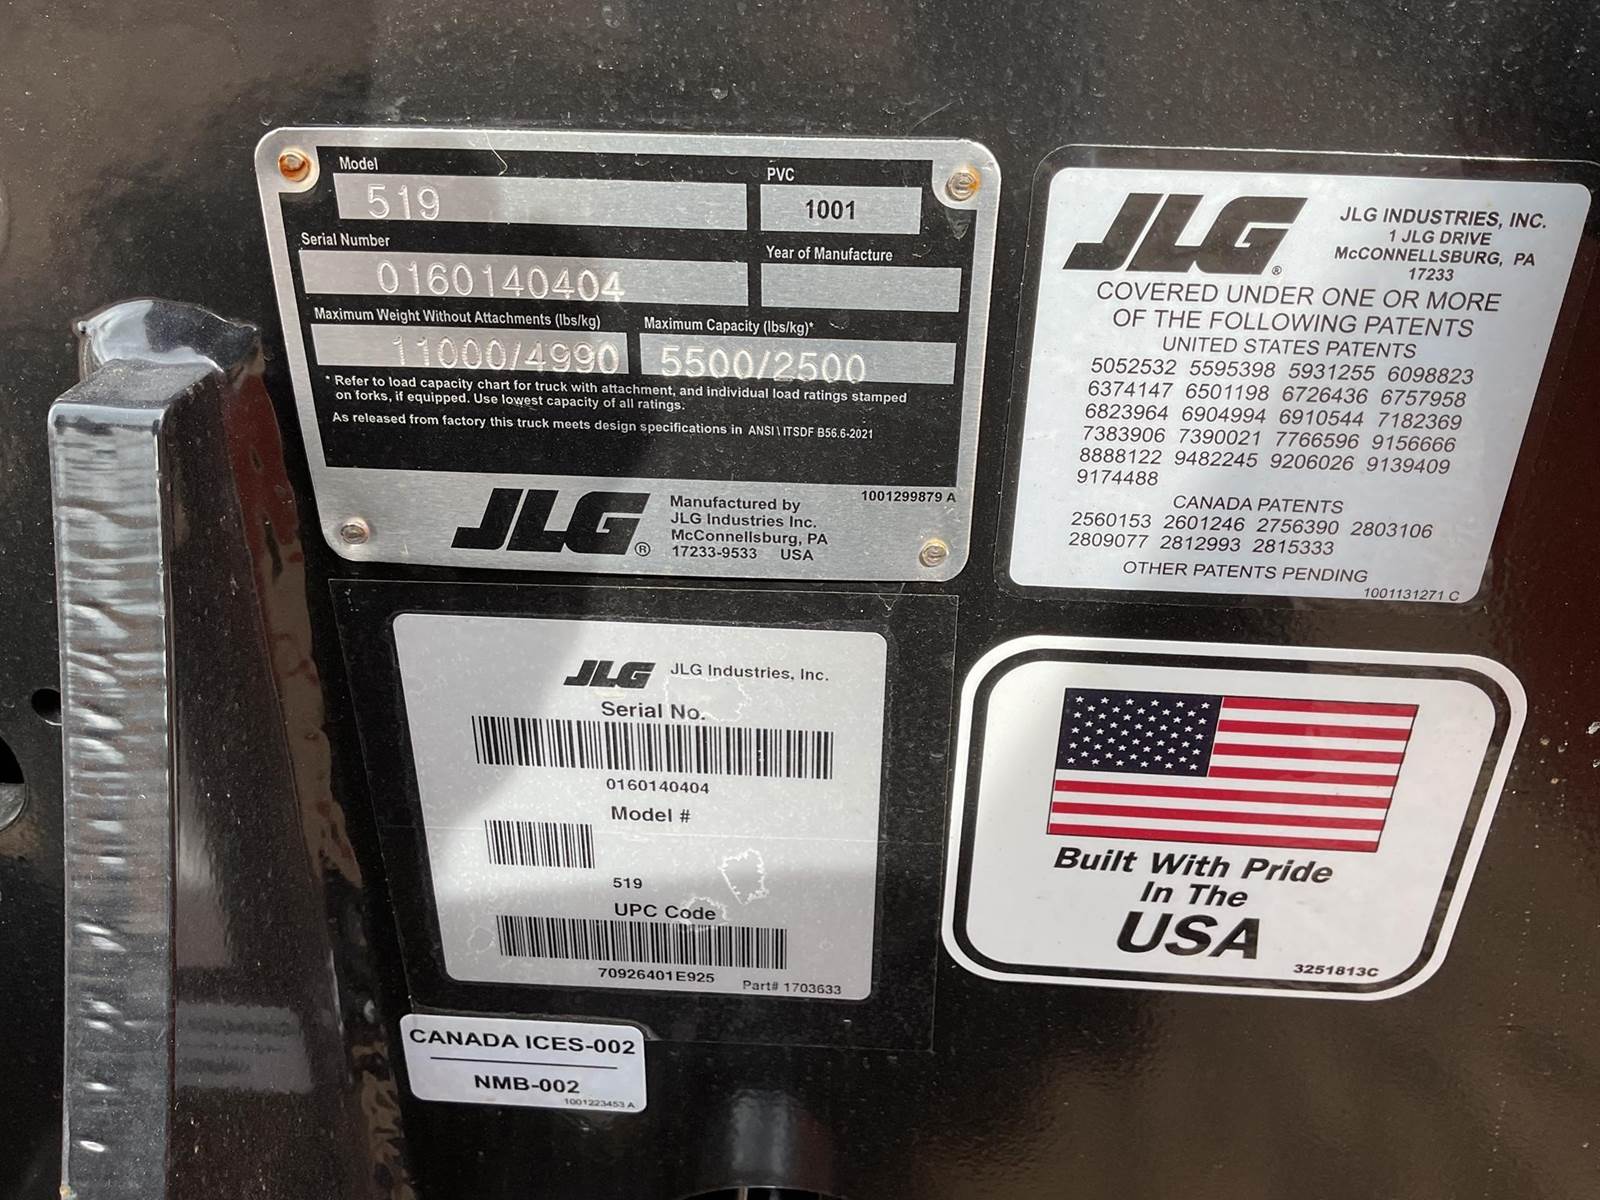 Model
519
PVC
1001
Serial Number
0160140404
Year of Manufacture
Maximum Weight Without Attachments (lbs/kg)
11000/4990
Maximum Capacity (lbs/kg)*
5500/2500
* Refer to load capacity chart for truck with attachment, and individual load ratings stamped
on forks, if equipped. Use lowest capacity of all ratings.
As released from factory this truck meets design specifications in ANSI \ ITSDF B56.6-2021
1001299879 A
JLG ®
Manufactured by
JLG Industries Inc.
McConnellsburg, PA
17233-9533 USA
JLG ®
JLG INDUSTRIES, INC.
1 JLG DRIVE
McCONNELLSBURG, PA
17233
COVERED UNDER ONE OR MORE
OF THE FOLLOWING PATENTS
UNITED STATES PATENTS
5052532 5595398 5931255 6098823
6374147 6501198 6726436 6757958
6823964 6904994 6910544 7182369
7383906 7390021 7766596 9156666
8888122 9482245 9206026 9139409
9174488
CANADA PATENTS
2560153 2601246 2756390 2803106
2809077 2812993 2815333
OTHER PATENTS PENDING
1001131271 C
JLG JLG Industries, Inc.
Serial No.
0160140404
Model #
519
UPC Code
70926401E925
Part# 1703633
Built With Pride
In The
USA
3251813C
CANADA ICES-002
NMB-002
1001223453 A